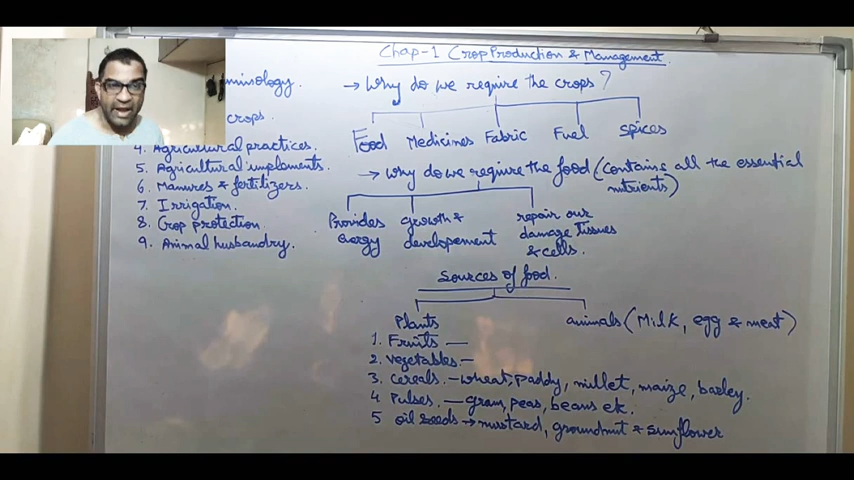 Chap-1 Crop Production & Management
minology.
crops.
4. Agricultural practices.
5. Agricultural implements.
6. Manures & fertilizers.
7. Irrigation.
8. Crop protection.
9. Animal husbandry.
→ Why do we require the crops?
Food Medicines Fabric Fuel Spices
→ why do we require the food (Contains all the essential
nutrients)
Provides energy
growth & developement
repair our damage tissues & cells.
Sources of food.
Plants animals (Milk, egg & meat)
1. Fruits —
2. Vegetables. —
3. Cereals. — wheat, paddy, millet, maize, barley.
4 Pulses. — gram, peas, beans etc.
5 oil seeds → mustard, groundnut & sunflower